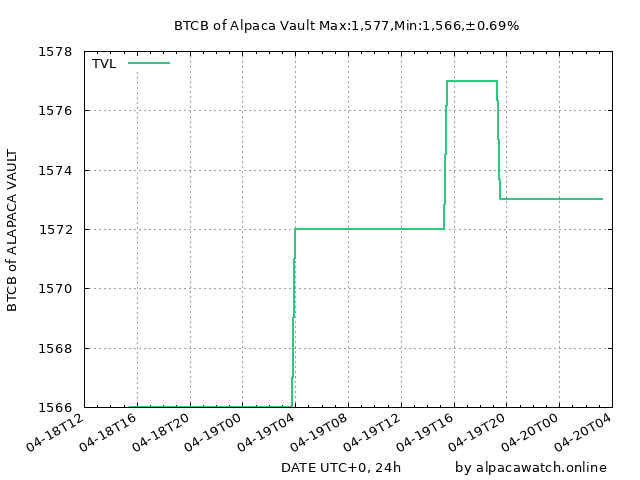 BTCB of Alpaca Vault Max:1,577,Min:1,566,±0.69%
TVL
1578
1576
1574
1572
1570
1568
1566
BTCB of ALAPACA VAULT
04-18T12
04-18T16
04-18T20
04-19T00
04-19T04
04-19T08
04-19T12
04-19T16
04-19T20
04-20T00
04-20T04
DATE UTC+0, 24h
by alpacawatch.online